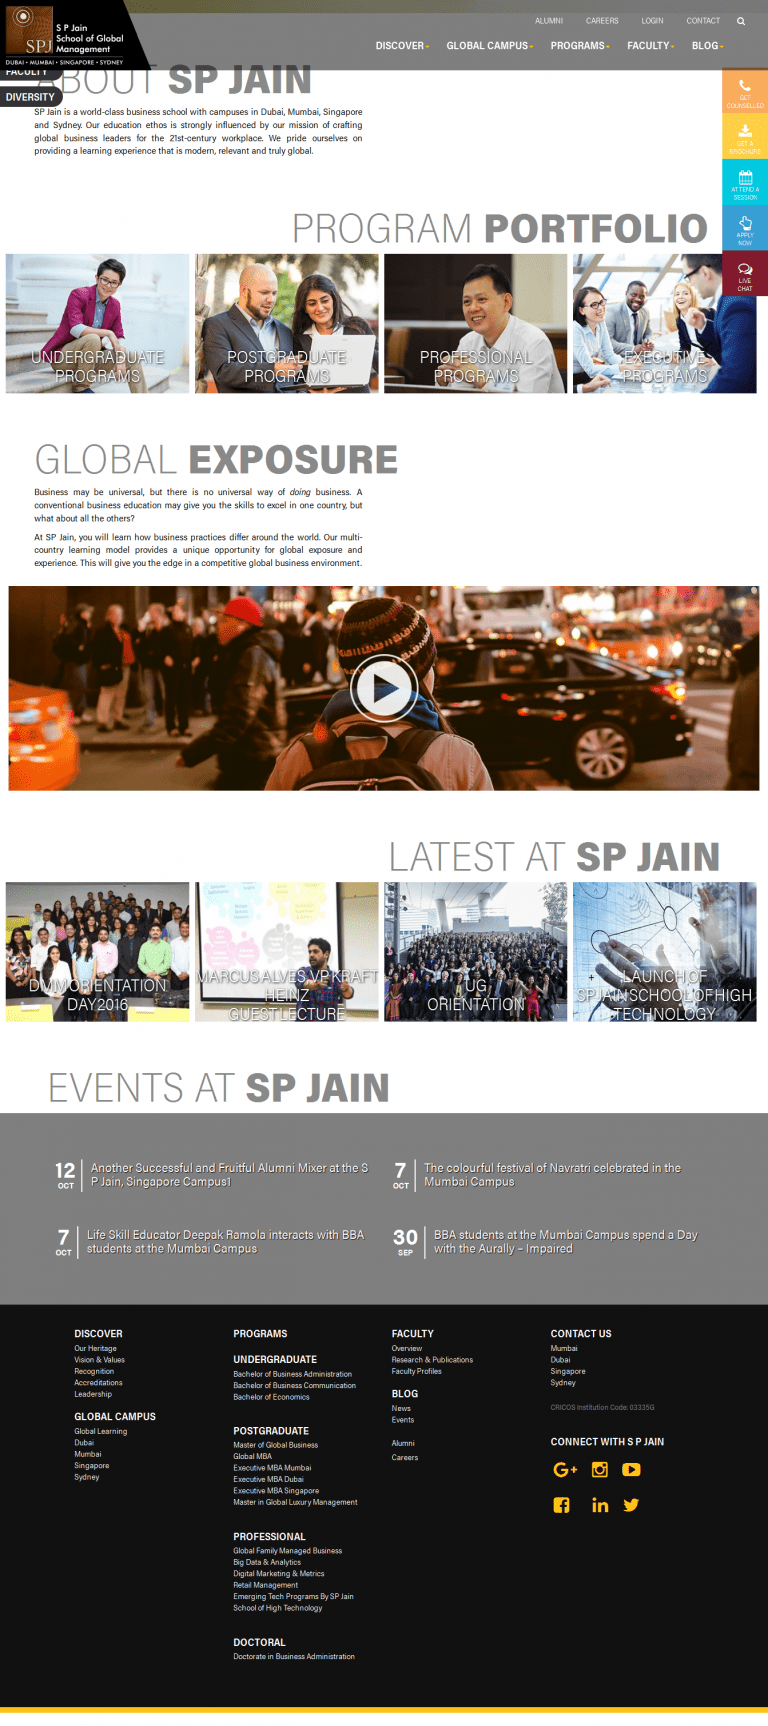 S P Jain
School of Global
Management
SPJ
DUBAI • MUMBAI • SINGAPORE • SYDNEY
ALUMNI CAREERS LOGIN CONTACT
DISCOVER GLOBAL CAMPUS PROGRAMS FACULTY BLOG
FACULTY
DIVERSITY
ABOUT SP JAIN
SP Jain is a world-class business school with campuses in Dubai, Mumbai, Singapore
and Sydney. Our education ethos is strongly influenced by our mission of crafting
global business leaders for the 21st-century workplace. We pride ourselves on
providing a learning experience that is modern, relevant and truly global.
GET
COUNSELLED
GET A
BROCHURE
ATTEND A
SESSION
APPLY
NOW
LIVE
CHAT
PROGRAM PORTFOLIO
UNDERGRADUATE
PROGRAMS
POSTGRADUATE
PROGRAMS
PROFESSIONAL
PROGRAMS
EXECUTIVE
PROGRAMS
GLOBAL EXPOSURE
Business may be universal, but there is no universal way of doing business. A
conventional business education may give you the skills to excel in one country, but
what about all the others?
At SP Jain, you will learn how business practices differ around the world. Our multi-
country learning model provides a unique opportunity for global exposure and
experience. This will give you the edge in a competitive global business environment.
LATEST AT SP JAIN
DMM ORIENTATION
DAY 2016
MARCUS ALVES, VP KRAFT
HEINZ
GUEST LECTURE
UG
ORIENTATION
LAUNCH OF
SP JAIN SCHOOL OF HIGH
TECHNOLOGY
EVENTS AT SP JAIN
12
OCT
Another Successful and Fruitful Alumni Mixer at the S
P Jain, Singapore Campus1
7
OCT
The colourful festival of Navratri celebrated in the
Mumbai Campus
7
OCT
Life Skill Educator Deepak Ramola interacts with BBA
students at the Mumbai Campus
30
SEP
BBA students at the Mumbai Campus spend a Day
with the Aurally – Impaired
DISCOVER
Our Heritage
Vision & Values
Recognition
Accreditations
Leadership
GLOBAL CAMPUS
Global Learning
Dubai
Mumbai
Singapore
Sydney
PROGRAMS
UNDERGRADUATE
Bachelor of Business Administration
Bachelor of Business Communication
Bachelor of Economics
POSTGRADUATE
Master of Global Business
Global MBA
Executive MBA Mumbai
Executive MBA Dubai
Executive MBA Singapore
Master in Global Luxury Management
PROFESSIONAL
Global Family Managed Business
Big Data & Analytics
Digital Marketing & Metrics
Retail Management
Emerging Tech Programs By SP Jain
School of High Technology
DOCTORAL
Doctorate in Business Administration
FACULTY
Overview
Research & Publications
Faculty Profiles
BLOG
News
Events
Alumni
Careers
CONTACT US
Mumbai
Dubai
Singapore
Sydney
CRICOS Institution Code: 03335G
CONNECT WITH S P JAIN